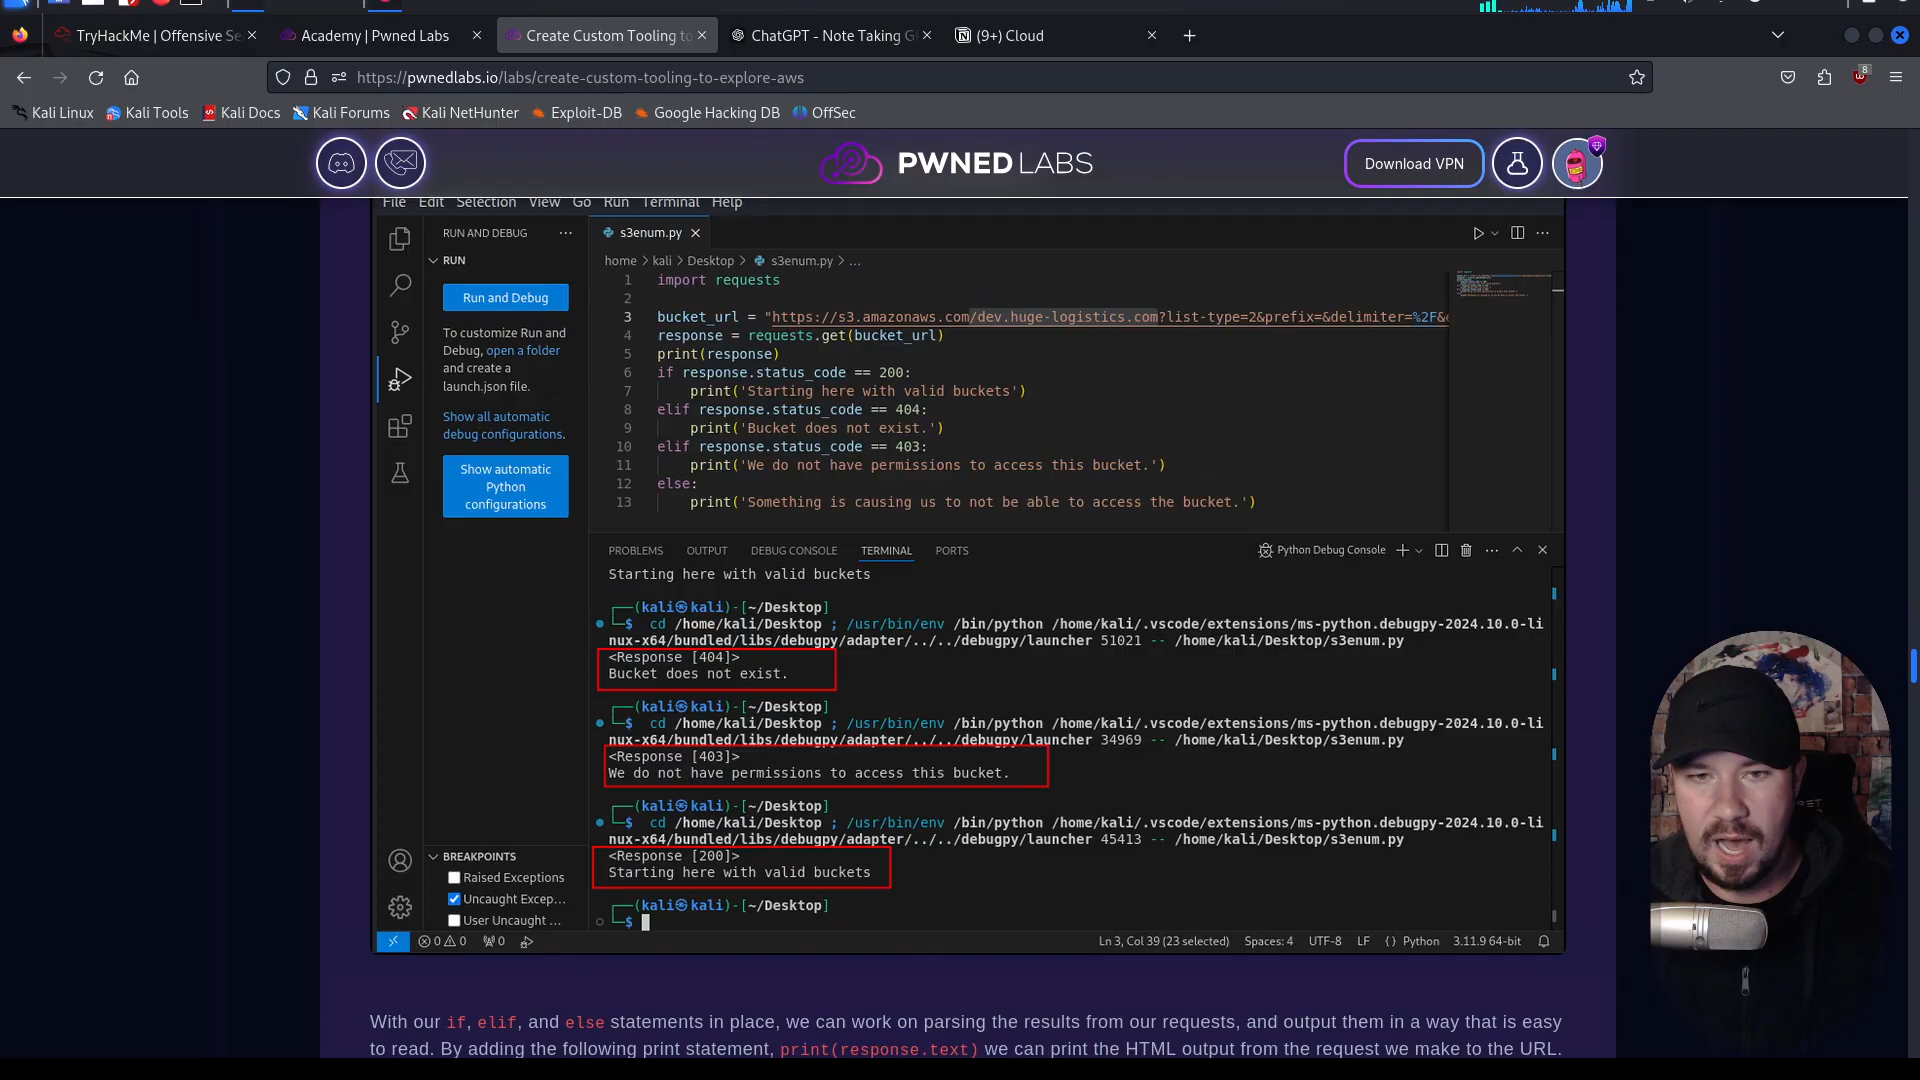 TryHackMe | Offensive Se
Academy | Pwned Labs
Create Custom Tooling to
ChatGPT - Note Taking G
(9+) Cloud
https://pwnedlabs.io/labs/create-custom-tooling-to-explore-aws
8
Kali Linux
Kali Tools
Kali Docs
Kali Forums
Kali NetHunter
Exploit-DB
Google Hacking DB
OffSec
PWNED LABS
Download VPN
File Edit Selection View Go Run Terminal Help
RUN AND DEBUG
s3enum.py
RUN
home > kali > Desktop > s3enum.py > ...
Run and Debug
To customize Run and
Debug, open a folder
and create a
launch.json file.
Show all automatic
debug configurations.
Show automatic
Python
configurations
1 import requests
2
3 bucket_url = "https://s3.amazonaws.com/dev.huge-logistics.com?list-type=2&prefix=&delimiter=%2F&e
4 response = requests.get(bucket_url)
5 print(response)
6 if response.status_code == 200:
7 print('Starting here with valid buckets')
8 elif response.status_code == 404:
9 print('Bucket does not exist.')
10 elif response.status_code == 403:
11 print('We do not have permissions to access this bucket.')
12 else:
13 print('Something is causing us to not be able to access the bucket.')
PROBLEMS OUTPUT DEBUG CONSOLE TERMINAL PORTS
Python Debug Console
Starting here with valid buckets
┌──(kali㉿kali)-[~/Desktop]
└─$ cd /home/kali/Desktop ; /usr/bin/env /bin/python /home/kali/.vscode/extensions/ms-python.debugpy-2024.10.0-li
nux-x64/bundled/libs/debugpy/adapter/../../debugpy/launcher 51021 -- /home/kali/Desktop/s3enum.py
<Response [404]>
Bucket does not exist.
┌──(kali㉿kali)-[~/Desktop]
└─$ cd /home/kali/Desktop ; /usr/bin/env /bin/python /home/kali/.vscode/extensions/ms-python.debugpy-2024.10.0-li
nux-x64/bundled/libs/debugpy/adapter/../../debugpy/launcher 34969 -- /home/kali/Desktop/s3enum.py
<Response [403]>
We do not have permissions to access this bucket.
┌──(kali㉿kali)-[~/Desktop]
└─$ cd /home/kali/Desktop ; /usr/bin/env /bin/python /home/kali/.vscode/extensions/ms-python.debugpy-2024.10.0-li
nux-x64/bundled/libs/debugpy/adapter/../../debugpy/launcher 45413 -- /home/kali/Desktop/s3enum.py
<Response [200]>
Starting here with valid buckets
┌──(kali㉿kali)-[~/Desktop]
└─$
BREAKPOINTS
Raised Exceptions
Uncaught Excep...
User Uncaught ...
0 0 0
Ln 3, Col 39 (23 selected) Spaces: 4 UTF-8 LF {} Python 3.11.9 64-bit
With our if, elif, and else statements in place, we can work on parsing the results from our requests, and output them in a way that is easy
to read. By adding the following print statement, print(response.text) we can print the HTML output from the request we make to the URL.